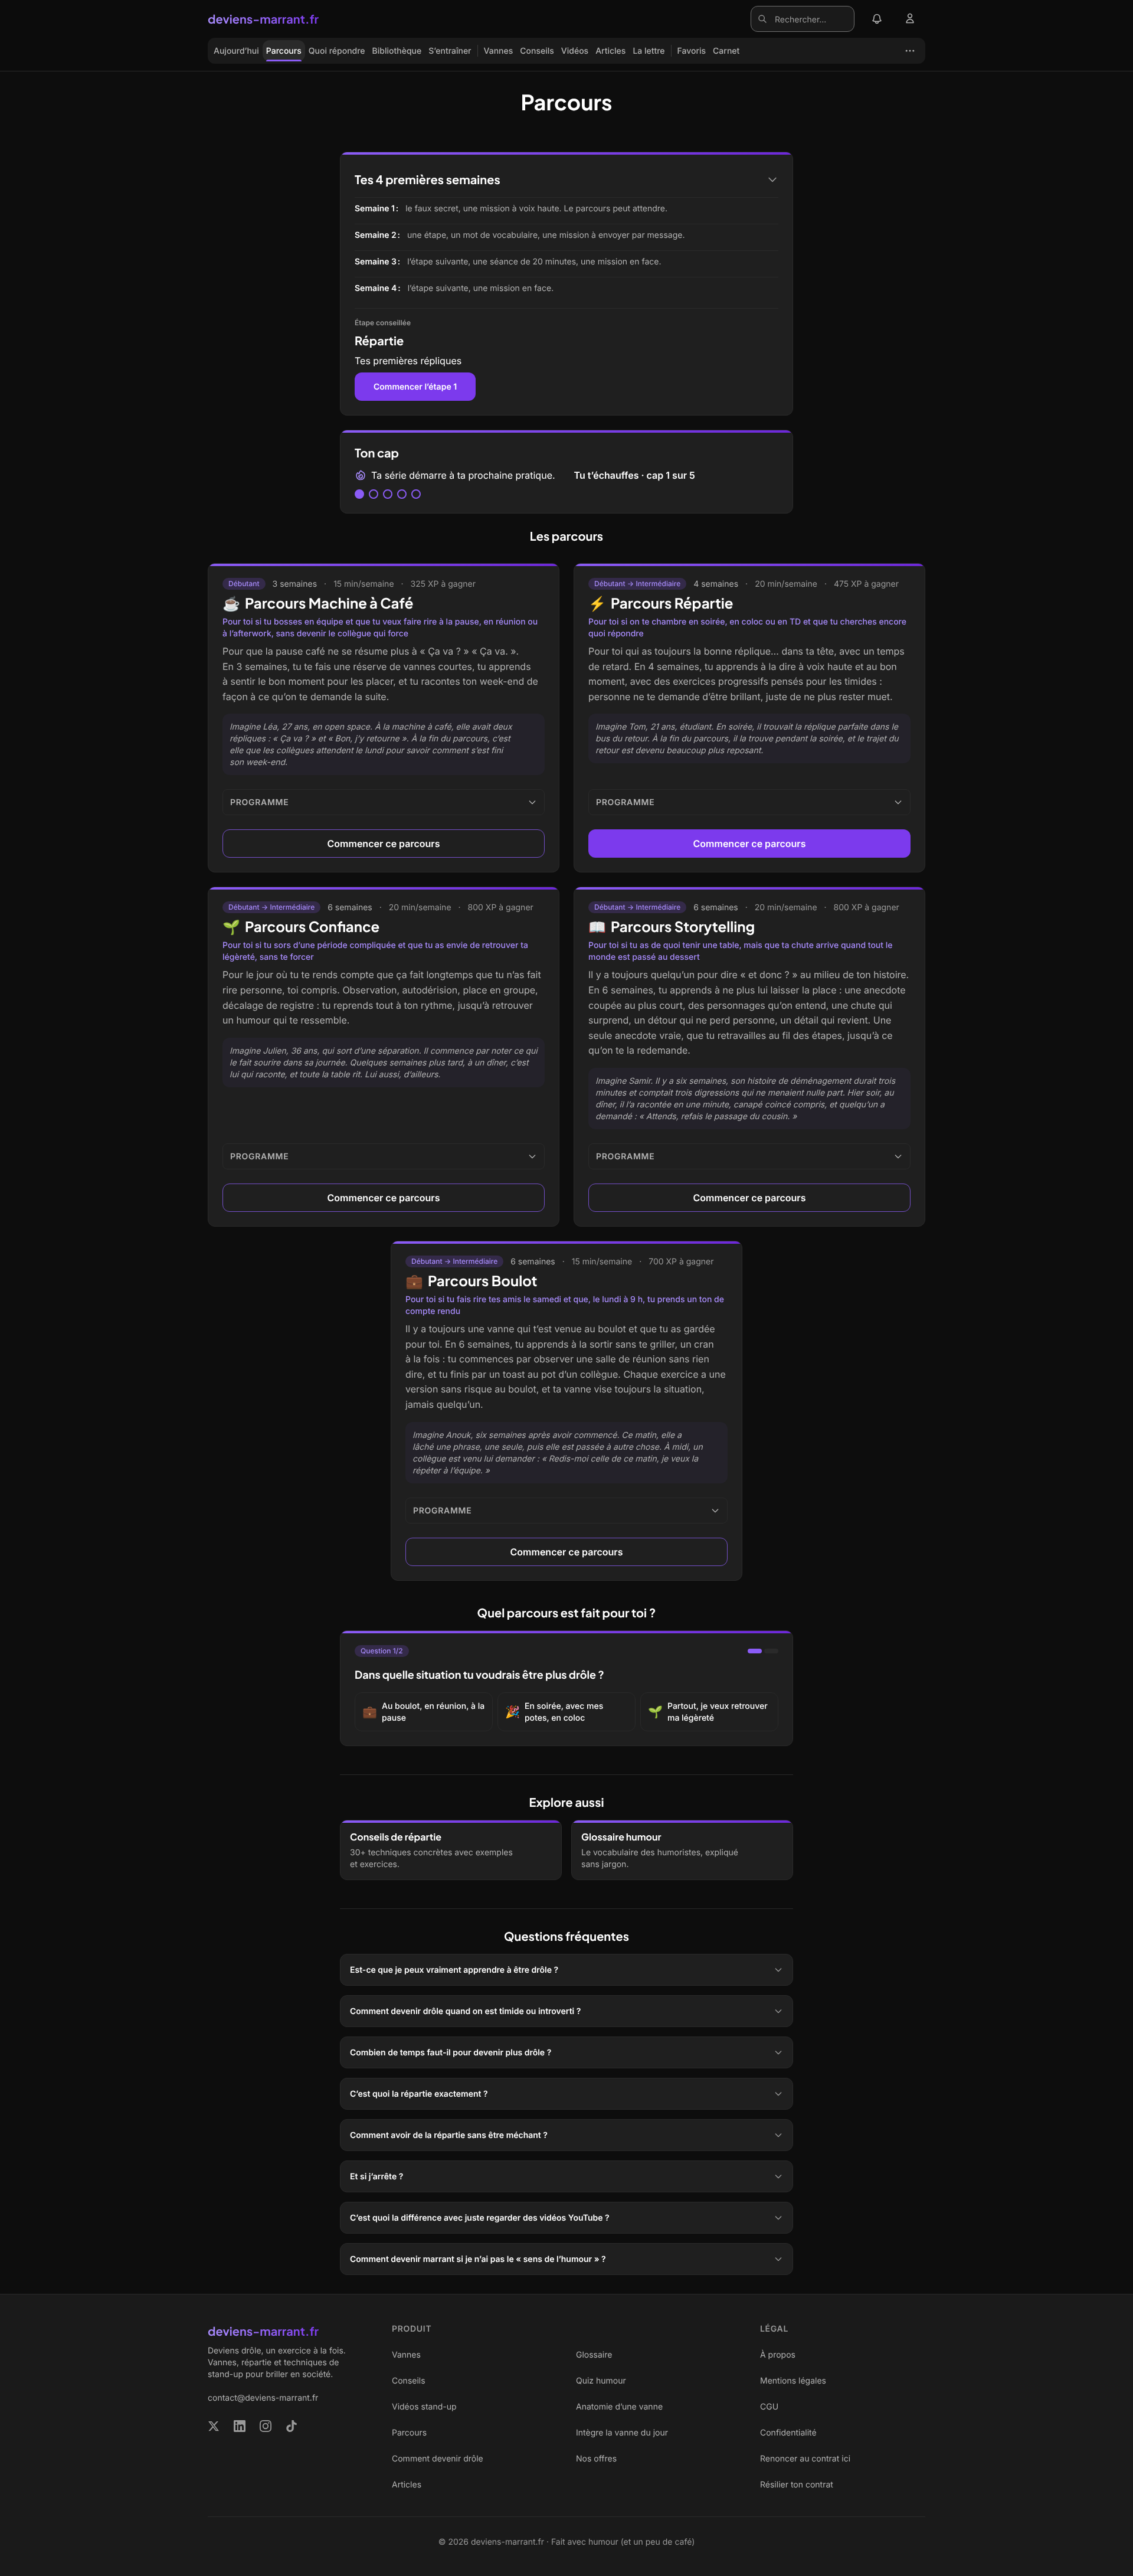 deviens-marrant.fr
Rechercher...
Aujourd'hui Parcours Quoi répondre Bibliothèque S'entraîner Vannes Conseils Vidéos Articles La lettre Favoris Carnet
Parcours
Tes 4 premières semaines
Semaine 1 : le faux secret, une mission à voix haute. Le parcours peut attendre.
Semaine 2 : une étape, un mot de vocabulaire, une mission à envoyer par message.
Semaine 3 : l'étape suivante, une séance de 20 minutes, une mission en face.
Semaine 4 : l'étape suivante, une mission en face.
Étape conseillée
Répartie
Tes premières répliques
Commencer l'étape 1
Ton cap
Ta série démarre à ta prochaine pratique. Tu t'échauffes · cap 1 sur 5
Les parcours
Débutant 3 semaines · 15 min/semaine · 325 XP à gagner
☕ Parcours Machine à Café
Pour toi si tu bosses en équipe et que tu veux faire rire à la pause, en réunion ou
à l'afterwork, sans devenir le collègue qui force
Pour que la pause café ne se résume plus à « Ça va ? » « Ça va. ».
En 3 semaines, tu te fais une réserve de vannes courtes, tu apprends
à sentir le bon moment pour les placer, et tu racontes ton week-end de
façon à ce qu'on te demande la suite.
Imagine Léa, 27 ans, en open space. À la machine à café, elle avait deux
répliques : « Ça va ? » et « Bon, j'y retourne ». À la fin du parcours, c'est
elle que les collègues attendent le lundi pour savoir comment s'est fini
son week-end.
PROGRAMME
Commencer ce parcours
Débutant → Intermédiaire 4 semaines · 20 min/semaine · 475 XP à gagner
⚡ Parcours Répartie
Pour toi si on te chambre en soirée, en coloc ou en TD et que tu cherches encore
quoi répondre
Pour toi qui as toujours la bonne réplique... dans ta tête, avec un temps
de retard. En 4 semaines, tu apprends à la dire à voix haute et au bon
moment, avec des exercices progressifs pensés pour les timides :
personne ne te demande d'être brillant, juste de ne plus rester muet.
Imagine Tom, 21 ans, étudiant. En soirée, il trouvait la réplique parfaite dans le
bus du retour. À la fin du parcours, il la trouve pendant la soirée, et le trajet du
retour est devenu beaucoup plus reposant.
PROGRAMME
Commencer ce parcours
Débutant → Intermédiaire 6 semaines · 20 min/semaine · 800 XP à gagner
🌱 Parcours Confiance
Pour toi si tu sors d'une période compliquée et que tu as envie de retrouver ta
légèreté, sans te forcer
Pour le jour où tu te rends compte que ça fait longtemps que tu n'as fait
rire personne, toi compris. Observation, autodérision, place en groupe,
décalage de registre : tu reprends tout à ton rythme, jusqu'à retrouver
un humour qui te ressemble.
Imagine Julien, 36 ans, qui sort d'une séparation. Il commence par noter ce qui
le fait sourire dans sa journée. Quelques semaines plus tard, à un dîner, c'est
lui qui raconte, et toute la table rit. Lui aussi, d'ailleurs.
PROGRAMME
Commencer ce parcours
Débutant → Intermédiaire 6 semaines · 20 min/semaine · 800 XP à gagner
📖 Parcours Storytelling
Pour toi si tu as de quoi tenir une table, mais que ta chute arrive quand tout le
monde est passé au dessert
Il y a toujours quelqu'un pour dire « et donc ? » au milieu de ton histoire.
En 6 semaines, tu apprends à ne plus lui laisser la place : une anecdote
coupée au plus court, des personnages qu'on entend, une chute qui
surprend, un détour qui ne perd personne, un détail qui revient. Une
seule anecdote vraie, que tu retravailles au fil des étapes, jusqu'à ce
qu'on te la redemande.
Imagine Samir. Il y a six semaines, son histoire de déménagement durait trois
minutes et comptait trois digressions qui ne menaient nulle part. Hier soir, au
dîner, il l'a racontée en une minute, canapé coincé compris, et quelqu'un a
demandé : « Attends, refais le passage du cousin. »
PROGRAMME
Commencer ce parcours
Débutant → Intermédiaire 6 semaines · 15 min/semaine · 700 XP à gagner
💼 Parcours Boulot
Pour toi si tu fais rire tes amis le samedi et que, le lundi à 9 h, tu prends un ton de
compte rendu
Il y a toujours une vanne qui t'est venue au boulot et que tu as gardée
pour toi. En 6 semaines, tu apprends à la sortir sans te griller, un cran
à la fois : tu commences par observer une salle de réunion sans rien
dire, et tu finis par un toast au pot d'un collègue. Chaque exercice a une
version sans risque au boulot, et ta vanne vise toujours la situation,
jamais quelqu'un.
Imagine Anouk, six semaines après avoir commencé. Ce matin, elle a
lâché une phrase, une seule, puis elle est passée à autre chose. À midi, un
collègue est venu lui demander : « Redis-moi celle de ce matin, je veux la
répéter à l'équipe. »
PROGRAMME
Commencer ce parcours
Quel parcours est fait pour toi ?
Question 1/2
Dans quelle situation tu voudrais être plus drôle ?
💼 Au boulot, en réunion, à la
pause
🎉 En soirée, avec mes
potes, en coloc
🌱 Partout, je veux retrouver
ma légèreté
Explore aussi
Conseils de répartie
30+ techniques concrètes avec exemples
et exercices.
Glossaire humour
Le vocabulaire des humoristes, expliqué
sans jargon.
Questions fréquentes
Est-ce que je peux vraiment apprendre à être drôle ?
Comment devenir drôle quand on est timide ou introverti ?
Combien de temps faut-il pour devenir plus drôle ?
C'est quoi la répartie exactement ?
Comment avoir de la répartie sans être méchant ?
Et si j'arrête ?
C'est quoi la différence avec juste regarder des vidéos YouTube ?
Comment devenir marrant si je n'ai pas le « sens de l'humour » ?
deviens-marrant.fr
Deviens drôle, un exercice à la fois.
Vannes, répartie et techniques de
stand-up pour briller en société.
contact@deviens-marrant.fr
PRODUIT
Vannes
Conseils
Vidéos stand-up
Parcours
Comment devenir drôle
Articles
Glossaire
Quiz humour
Anatomie d'une vanne
Intègre la vanne du jour
Nos offres
LÉGAL
À propos
Mentions légales
CGU
Confidentialité
Renoncer au contrat ici
Résilier ton contrat
© 2026 deviens-marrant.fr · Fait avec humour (et un peu de café)